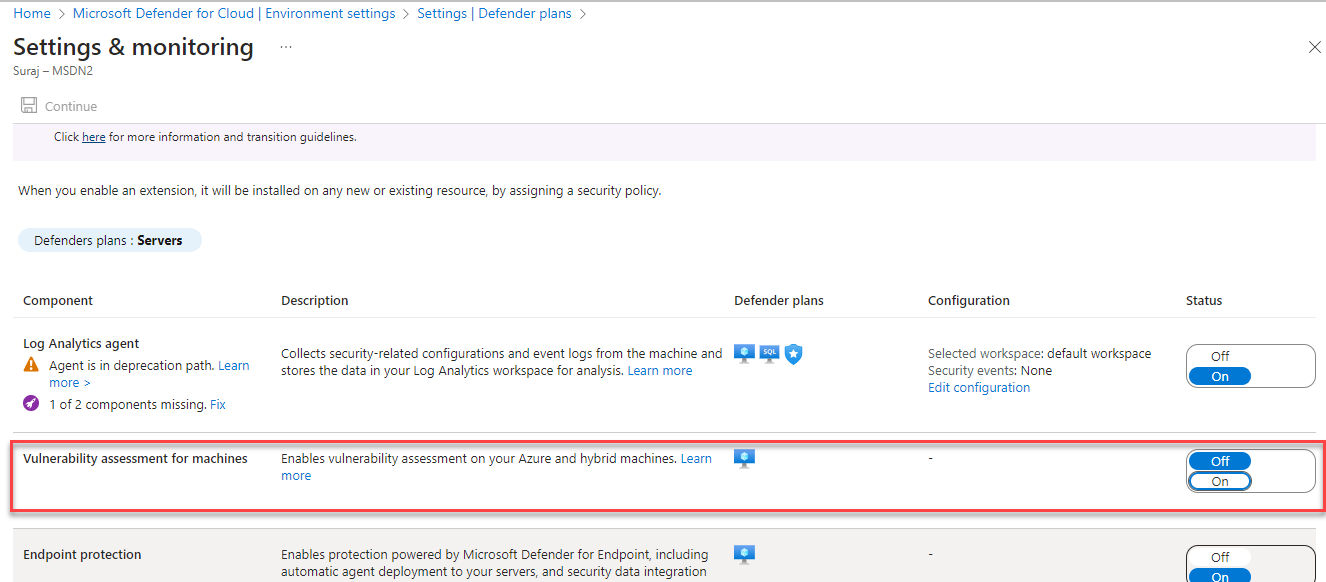 Home > Microsoft Defender for Cloud | Environment settings > Settings | Defender plans >
Settings & monitoring ...
Suraj – MSDN2
Continue
Click here for more information and transition guidelines.
When you enable an extension, it will be installed on any new or existing resource, by assigning a security policy.
Defenders plans : Servers
Component Description Defender plans Configuration Status
Log Analytics agent
Agent is in deprecation path. Learn
more >
1 of 2 components missing. Fix
Collects security-related configurations and event logs from the machine and
stores the data in your Log Analytics workspace for analysis. Learn more
SQL
Selected workspace: default workspace
Security events: None
Edit configuration
Off
On
Vulnerability assessment for machines
Enables vulnerability assessment on your Azure and hybrid machines. Learn
more
-
Off
On
Endpoint protection
Enables protection powered by Microsoft Defender for Endpoint, including
automatic agent deployment to your servers, and security data integration
-
Off
On